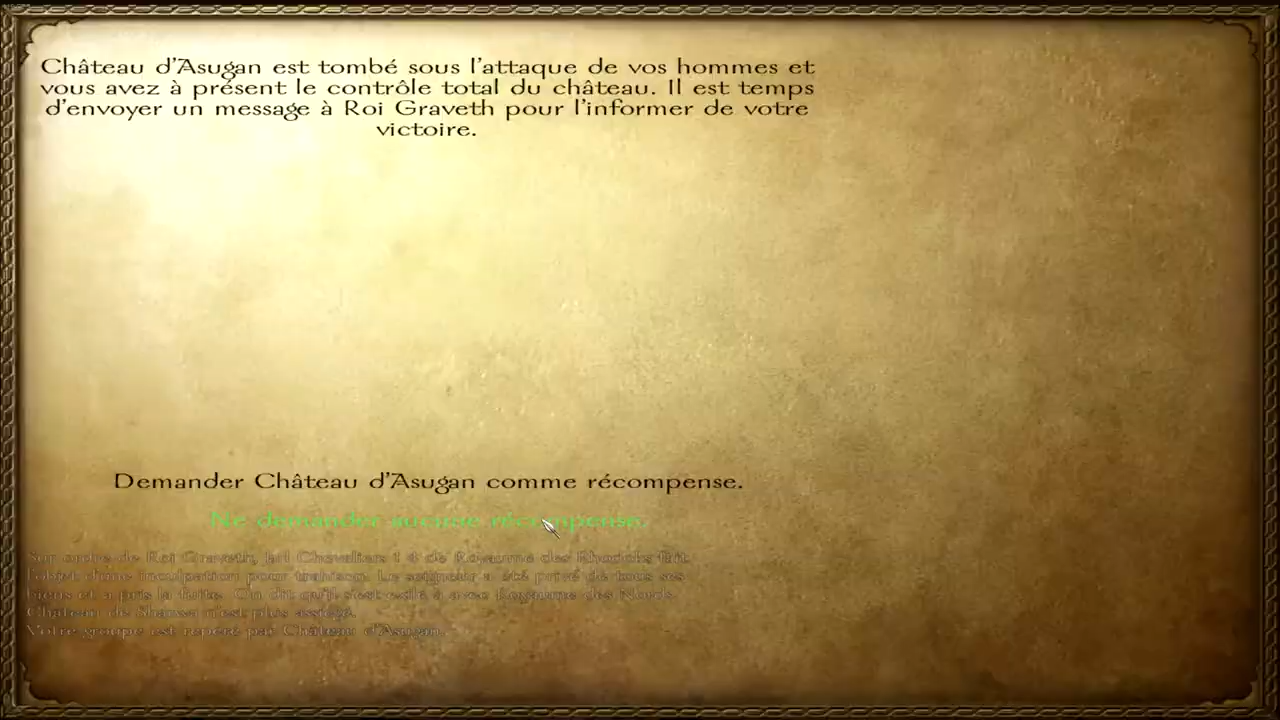 Château d'Asugan est tombé sous l'attaque de vos hommes et
vous avez à présent le contrôle total du château. Il est temps
d'envoyer un message à Roi Graveth pour l'informer de votre
victoire.
Demander Château d'Asugan comme récompense.
Ne demander aucune récompense.
Sur ordre de Roi Graveth, Jarl Chevaliers 1 4 de Royaume des Rhodoks fait
l'objet d'une inculpation pour trahison. Le seigneur a été privé de tous ses
biens et a pris la fuite. On dit qu'il s'est exilé à avec Royaume des Nords.
Château de Sharwa n'est plus assiégé.
Votre groupe est repéré par Château d'Asugan.